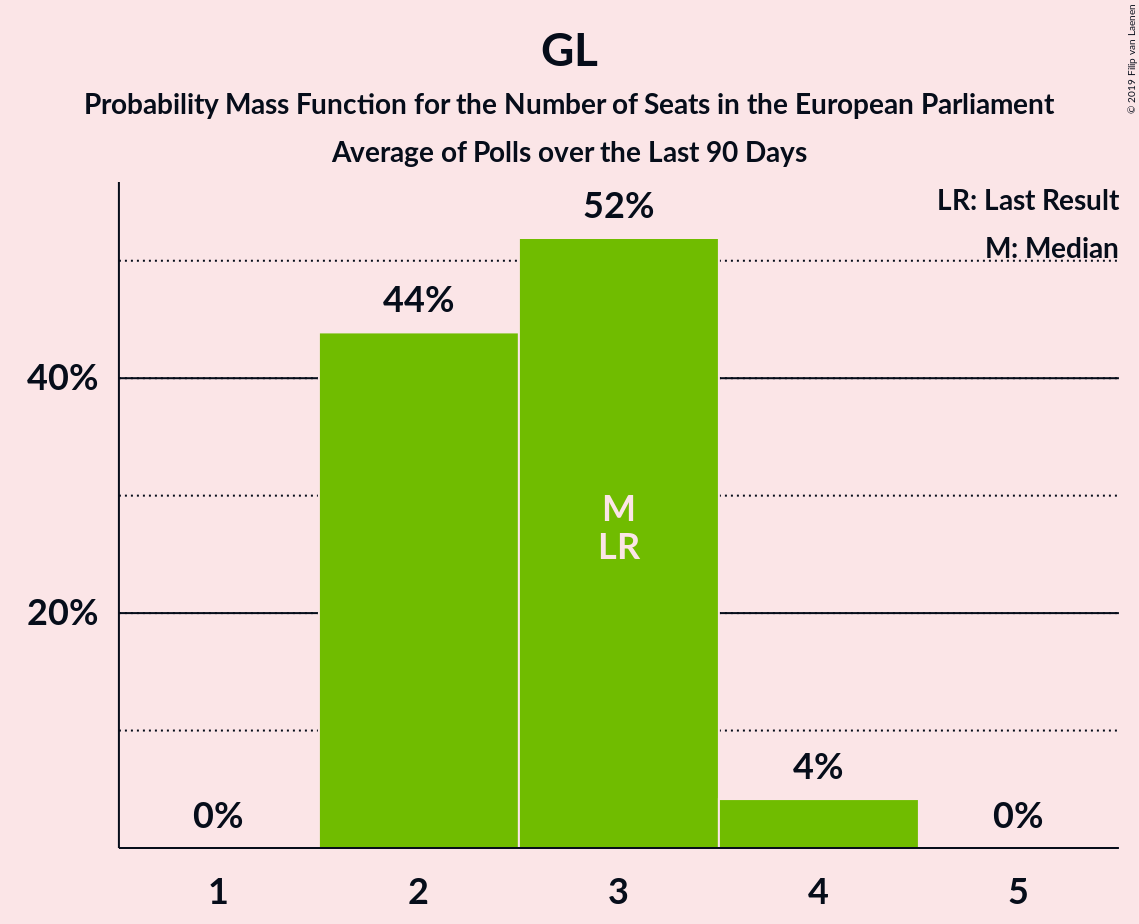 GL
Probability Mass Function for the Number of Seats in the European Parliament
Average of Polls over the Last 90 Days
© 2019 Filip van Laenen
LR: Last Result
M: Median
52%
44%
40%
M
LR
20%
4%
0%
0%
1
2
3
4
5